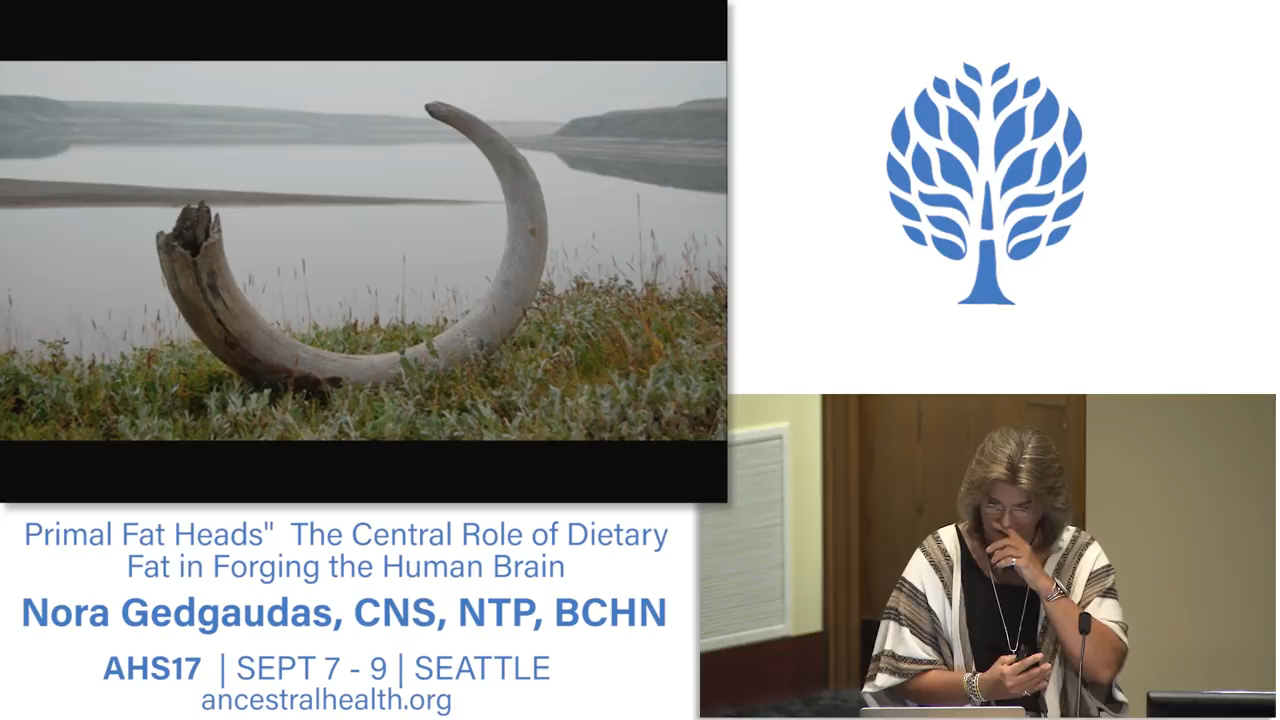 Primal Fat Heads" The Central Role of Dietary
Fat in Forging the Human Brain
Nora Gedgaudas, CNS, NTP, BCHN
AHS17 | SEPT 7 - 9 | SEATTLE
ancestralhealth.org